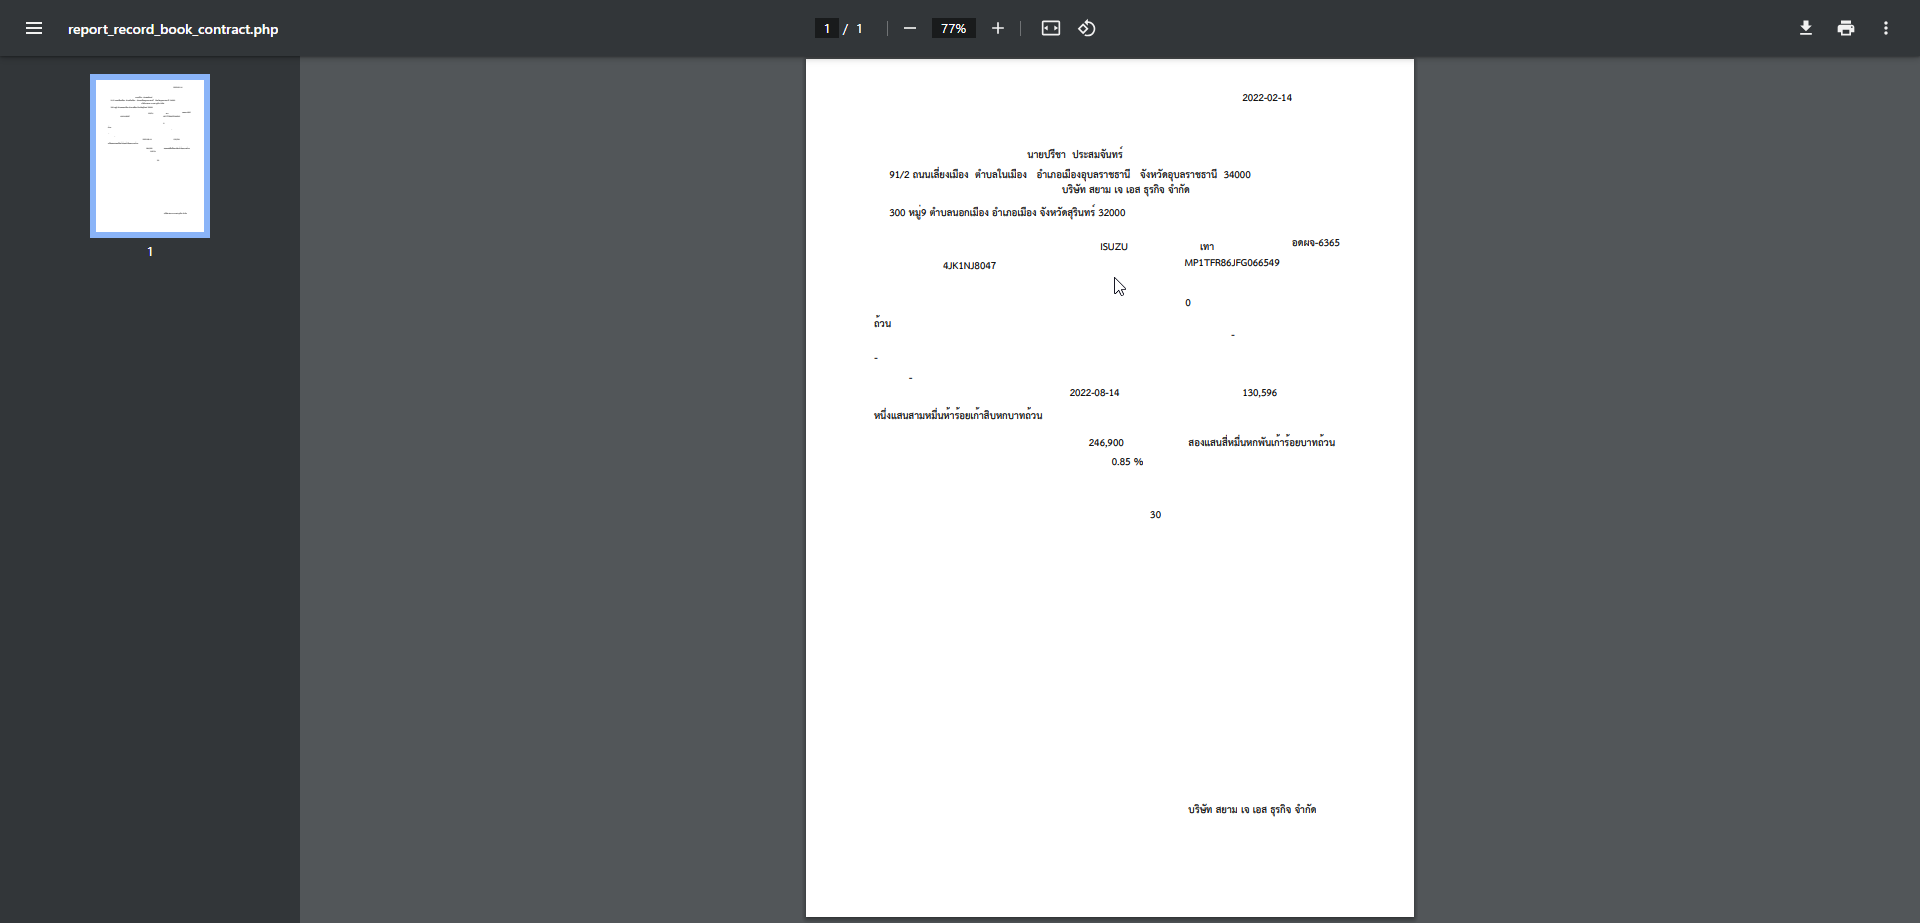 report_record_book_contract.php
1 / 1
77%
1
2022-02-14
นายปรีชา ประสมจันทร์
91/2 ถนนเลี่ยงเมือง ตำบลในเมือง อำเภอเมืองอุบลราชธานี จังหวัดอุบลราชธานี 34000
บริษัท สยาม เจ เอส ธุรกิจ จำกัด
300 หมู่9 ตำบลนอกเมือง อำเภอเมือง จังหวัดสุรินทร์ 32000
ISUZU เทา อดผจ-6365
4JK1NJ8047 MP1TFR86JFG066549
0
ถ้วน
-
-
-
2022-08-14 130,596
หนึ่งแสนสามหมื่นห้าร้อยเก้าสิบหกบาทถ้วน
246,900 สองแสนสี่หมื่นหกพันเก้าร้อยบาทถ้วน
0.85 %
30
บริษัท สยาม เจ เอส ธุรกิจ จำกัด